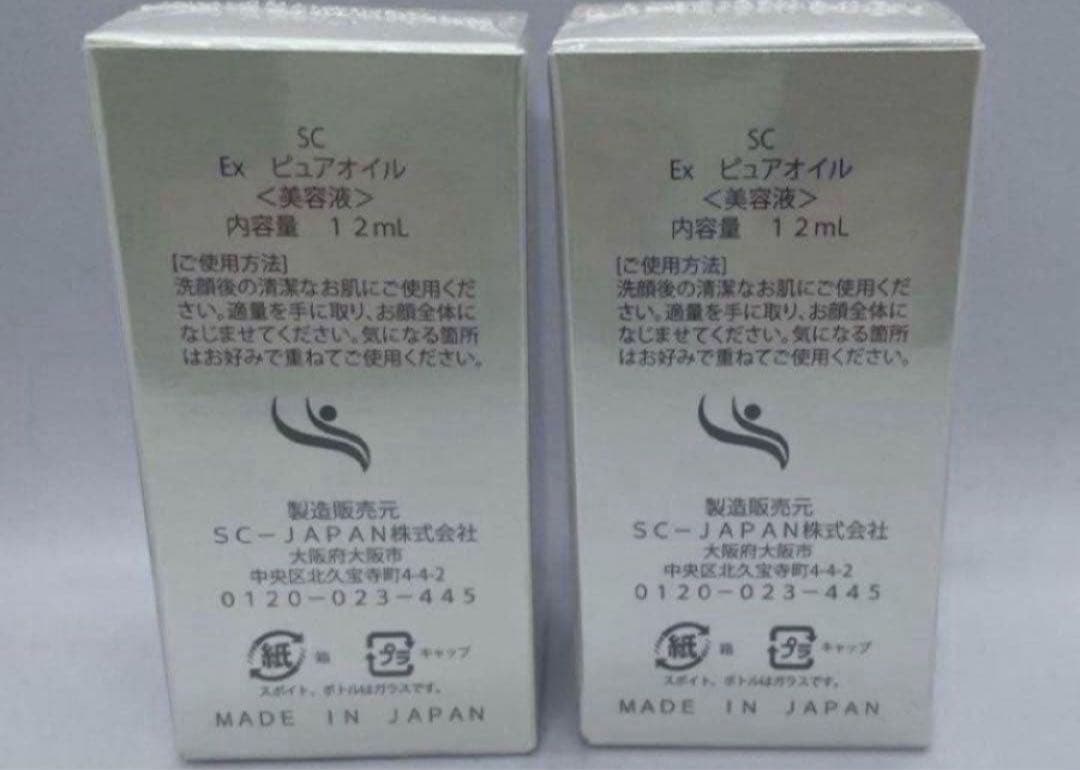 SC
Ex ピュアオイル
＜美容液＞
内容量 １２mL
[ご使用方法]
洗顔後の清潔なお肌にご使用くだ
さい。適量を手に取り、お顔全体に
なじませてください。気になる箇所
はお好みで重ねてご使用ください。
製造販売元
ＳＣ－ＪＡＰＡＮ株式会社
大阪府大阪市
中央区北久宝寺町4-4-2
０１２０－０２３－４４５
紙 箱 プラ キャップ
スポイト、ボトルはガラスです。
ＭＡＤＥ ＩＮ ＪＡＰＡＮ
SC
Ex ピュアオイル
＜美容液＞
内容量 １２mL
[ご使用方法]
洗顔後の清潔なお肌にご使用くだ
さい。適量を手に取り、お顔全体に
なじませてください。気になる箇所
はお好みで重ねてご使用ください。
製造販売元
ＳＣ－ＪＡＰＡＮ株式会社
大阪府大阪市
中央区北久宝寺町4-4-2
０１２０－０２３－４４５
紙 箱 プラ キャップ
スポイト、ボトルはガラスです。
ＭＡＤＥ ＩＮ ＪＡＰＡＮ